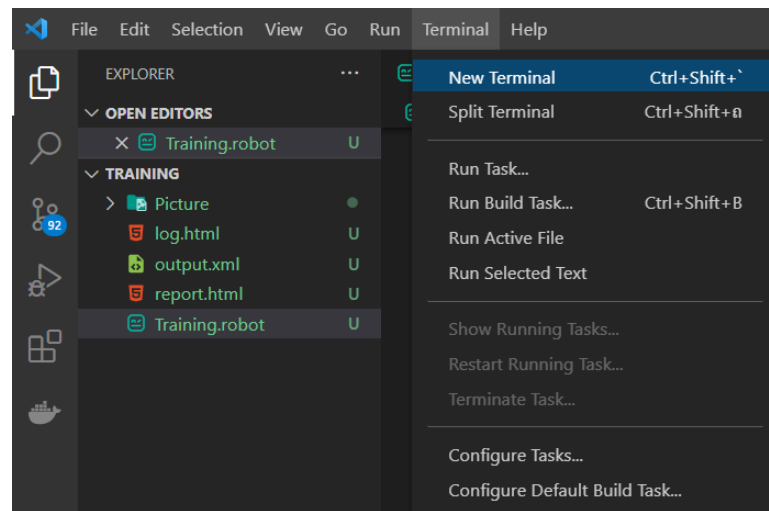 File Edit Selection View Go Run Terminal Help
EXPLORER ...
OPEN EDITORS
Training.robot U
TRAINING
Picture
log.html U
output.xml U
report.html U
Training.robot U
92
New Terminal Ctrl+Shift+`
Split Terminal Ctrl+Shift+ถ
Run Task...
Run Build Task... Ctrl+Shift+B
Run Active File
Run Selected Text
Show Running Tasks...
Restart Running Task...
Terminate Task...
Configure Tasks...
Configure Default Build Task...